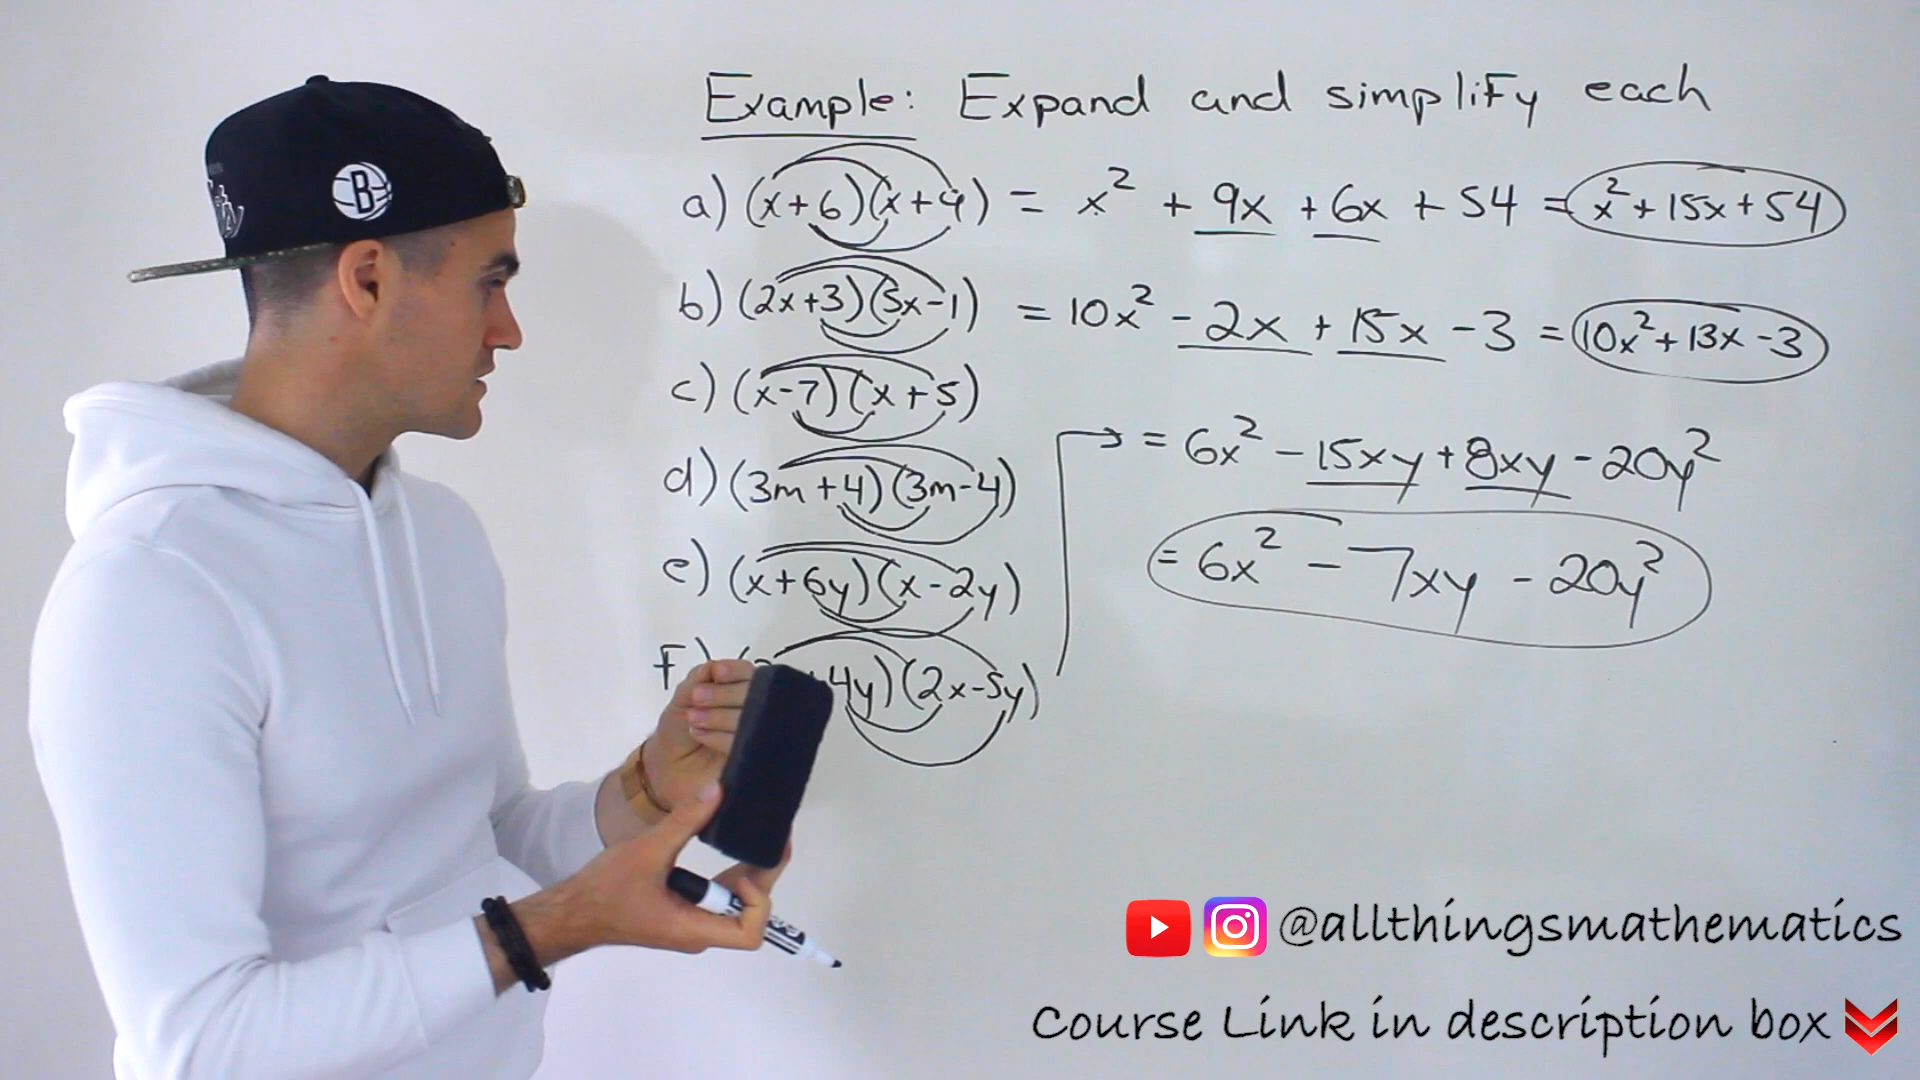 Example: Expand and simplify each
a) (x+6)(x+9) = x² + 9x + 6x + 54 = x² + 15x + 54
b) (2x+3)(5x-1) = 10x² - 2x + 15x - 3 = 10x² + 13x - 3
c) (x-7)(x+5)
= 6x² - 15xy + 8xy - 20y²
d) (3m+4)(3m-4)
= 6x² - 7xy - 20y²
e) (x+6y)(x-2y)
F) ( 4y)(2x-5y)
B
@allthingsmathematics
Course Link in description box